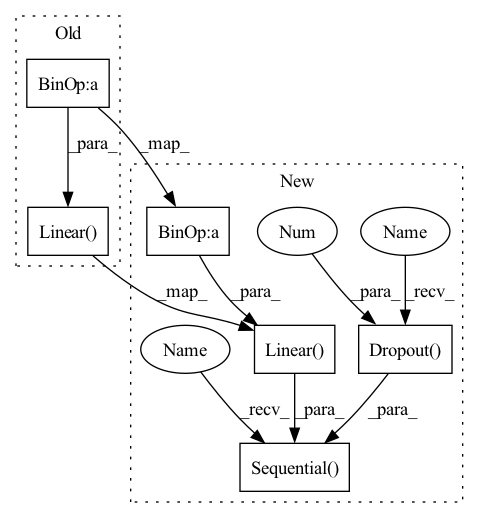 Old
BinOp:a
_para_
_map_
New
Linear()
BinOp:a
Num
Name
_map_
_para_
_para_
_recv_
Name
Linear()
Dropout()
_recv_
_para_
_para_
Sequential()